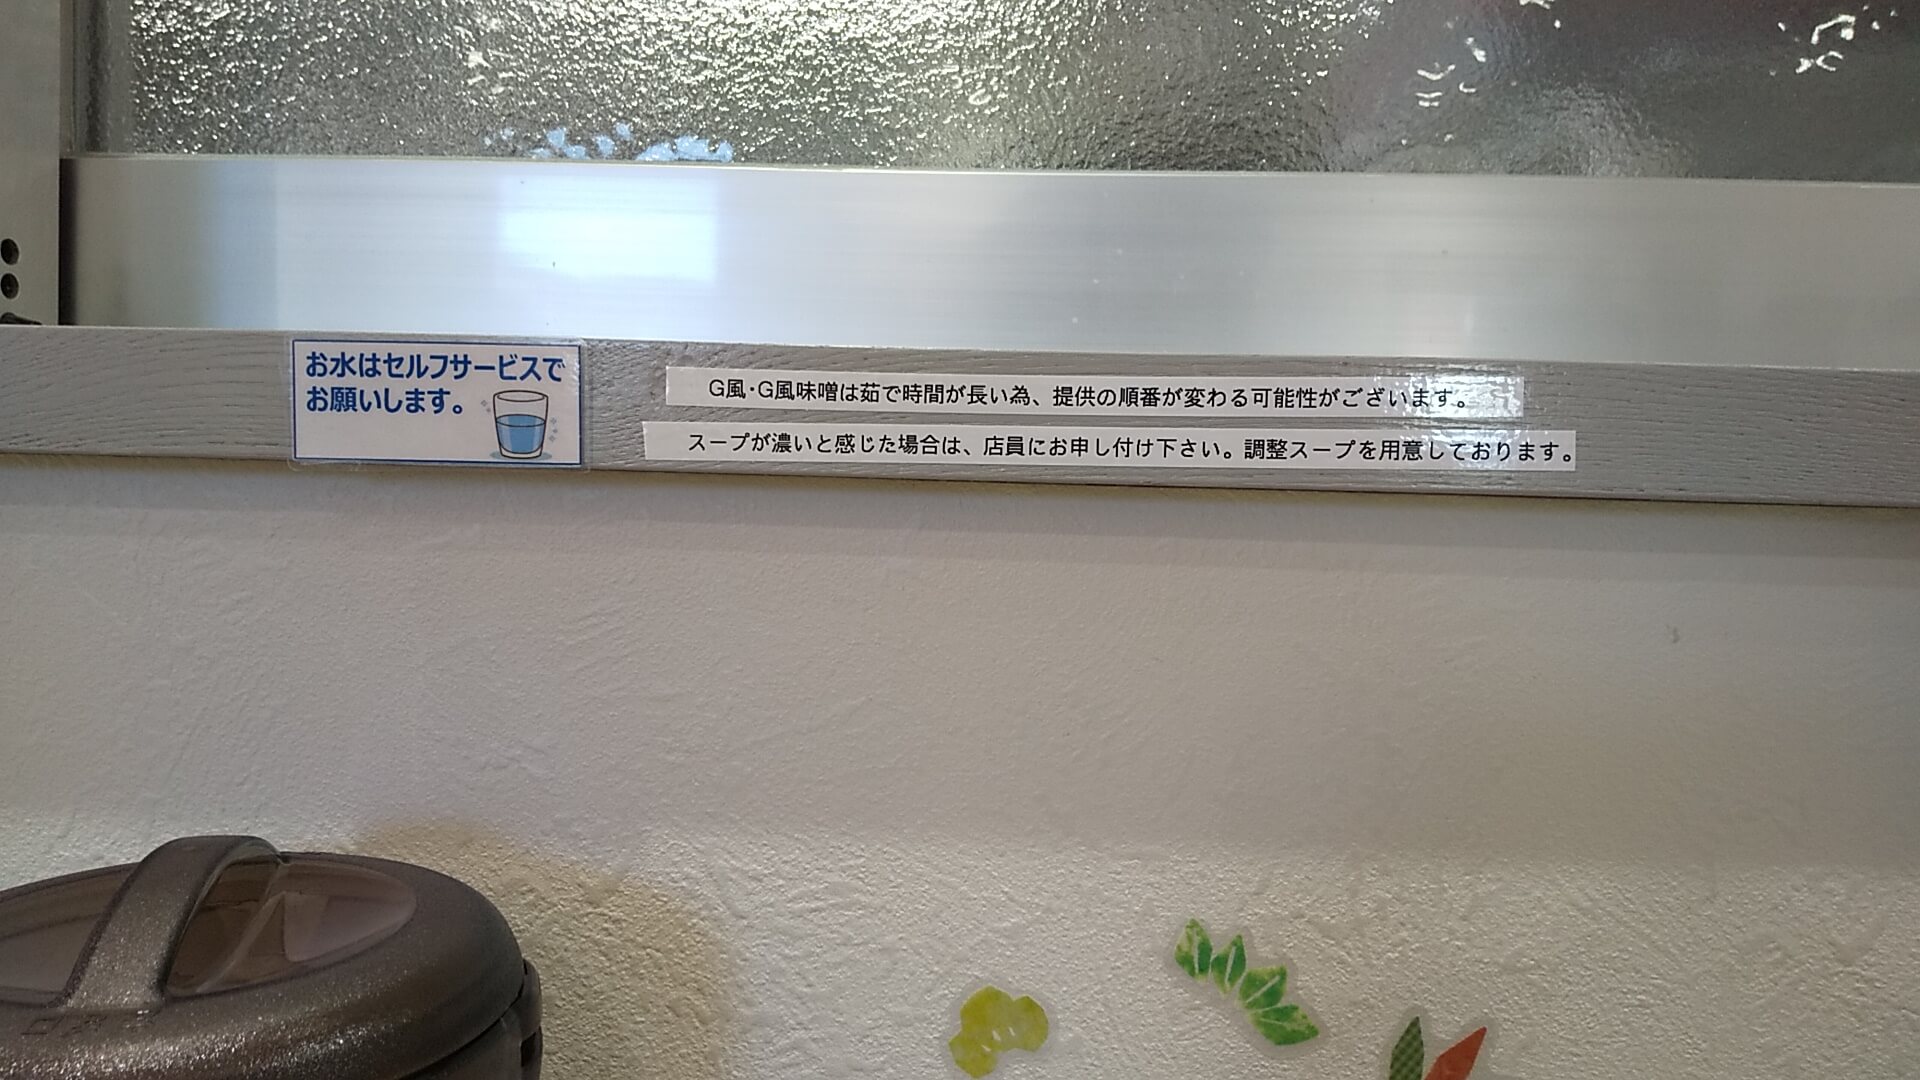 お水はセルフサービスで
お願いします。
G風・G風味噌は茹で時間が長い為、提供の順番が変わる可能性がございます。
スープが濃いと感じた場合は、店員にお申し付け下さい。調整スープを用意しております。